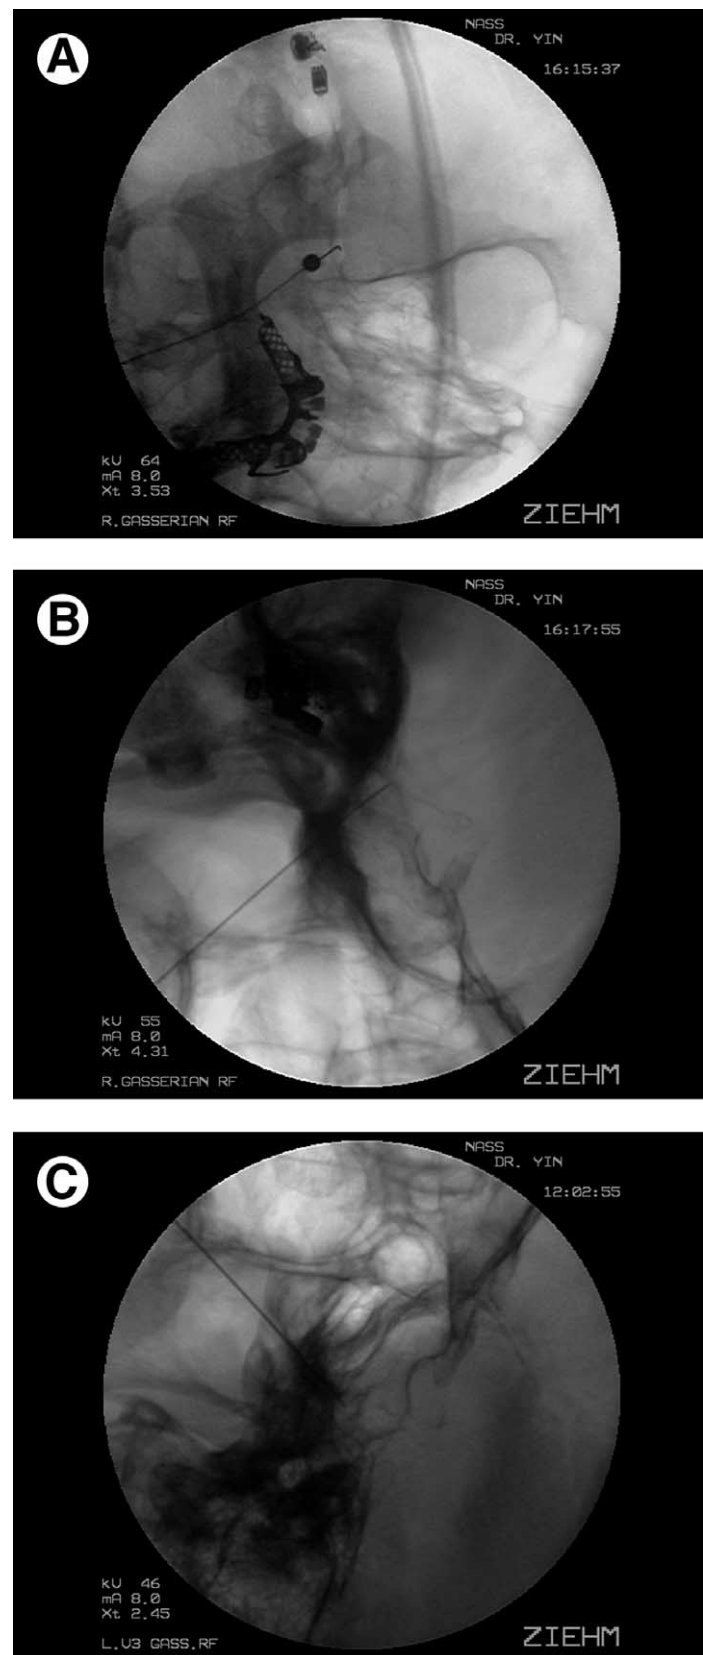 A
NASS
DR. YIN
16:15:37
kV 64
mA 8.0
Xt 3.53
R.GASSERIAN RF
ZIEHM
B
NASS
DR. YIN
16:17:55
kV 55
mA 8.0
Xt 4.31
R.GASSERIAN RF
ZIEHM
C
NASS
DR. YIN
12:02:55
kV 46
mA 8.0
Xt 2.45
L.V3 GASS.RF
ZIEHM